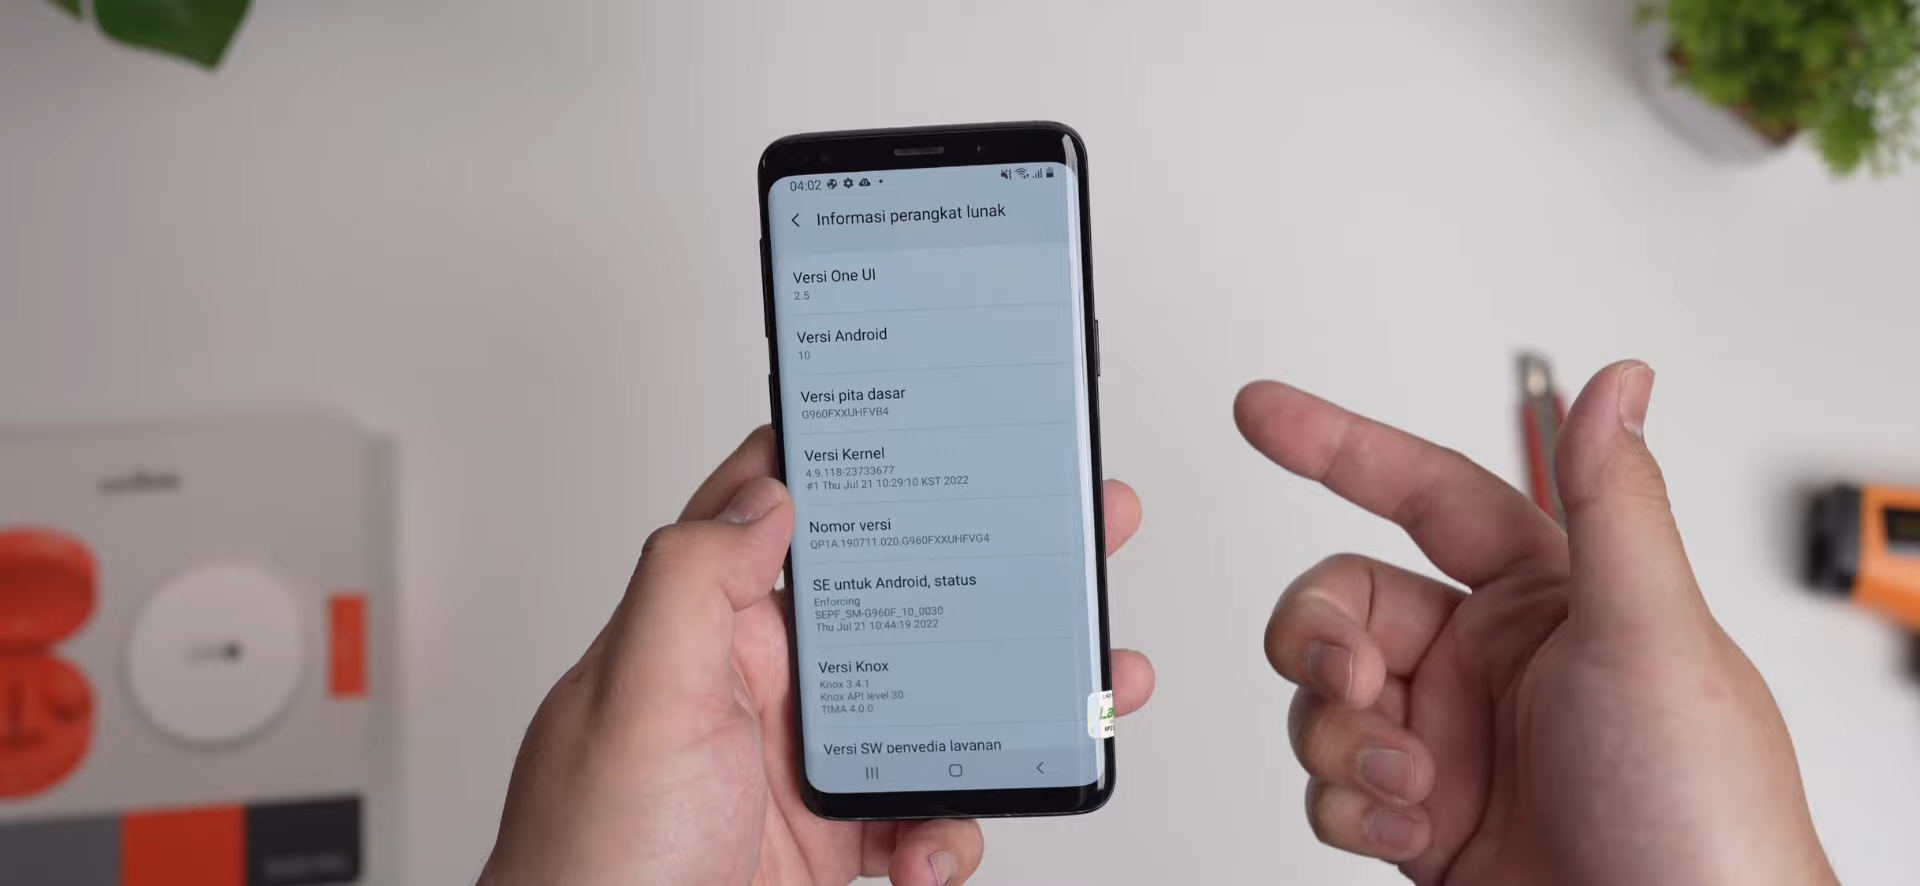 04:02
Informasi perangkat lunak
Versi One UI
2.5
Versi Android
10
Versi pita dasar
G960FXXUHFVB4
Versi Kernel
4.9.118-23733677
#1 Thu Jul 21 10:29:10 KST 2022
Nomor versi
QP1A.190711.020.G960FXXUHFVG4
SE untuk Android, status
Enforcing
SEPF_SM-G960F_10_0030
Thu Jul 21 10:44:19 2022
Versi Knox
Knox 3.4.1
Knox API level 30
TIMA 4.0.0
Versi SW penyedia layanan